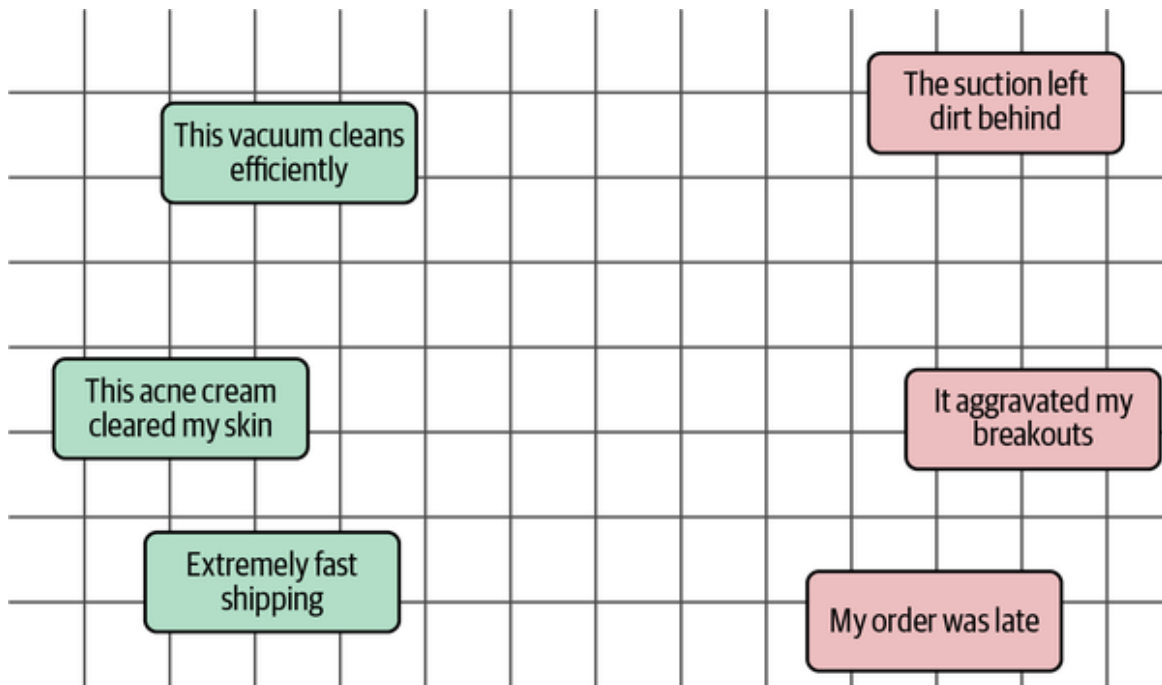 This vacuum cleans
efficiently
The suction left
dirt behind
This acne cream
cleared my skin
It aggravated my
breakouts
Extremely fast
shipping
My order was late